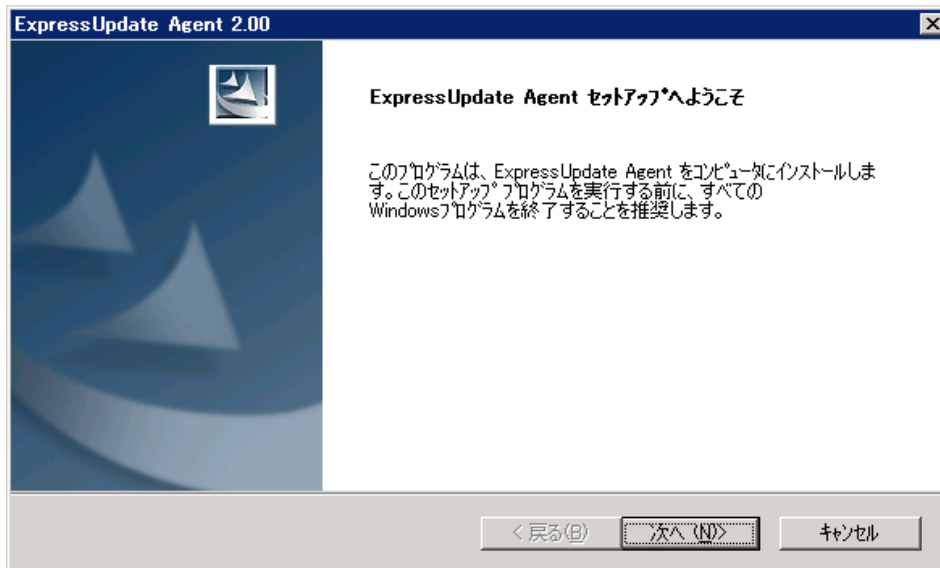 ExpressUpdate Agent 2.00
ExpressUpdate Agent ｾｯﾄｱｯﾌﾟへようこそ
このﾌﾟﾛｸﾞﾗﾑは、ExpressUpdate Agent をｺﾝﾋﾟｭｰﾀにｲﾝｽﾄｰﾙしま
す。このｾｯﾄｱｯﾌﾟ ﾌﾟﾛｸﾞﾗﾑを実行する前に、すべての
Windowsﾌﾟﾛｸﾞﾗﾑを終了することを推奨します。
< 戻る(B)
次へ (N)>
ｷｬﾝｾﾙ